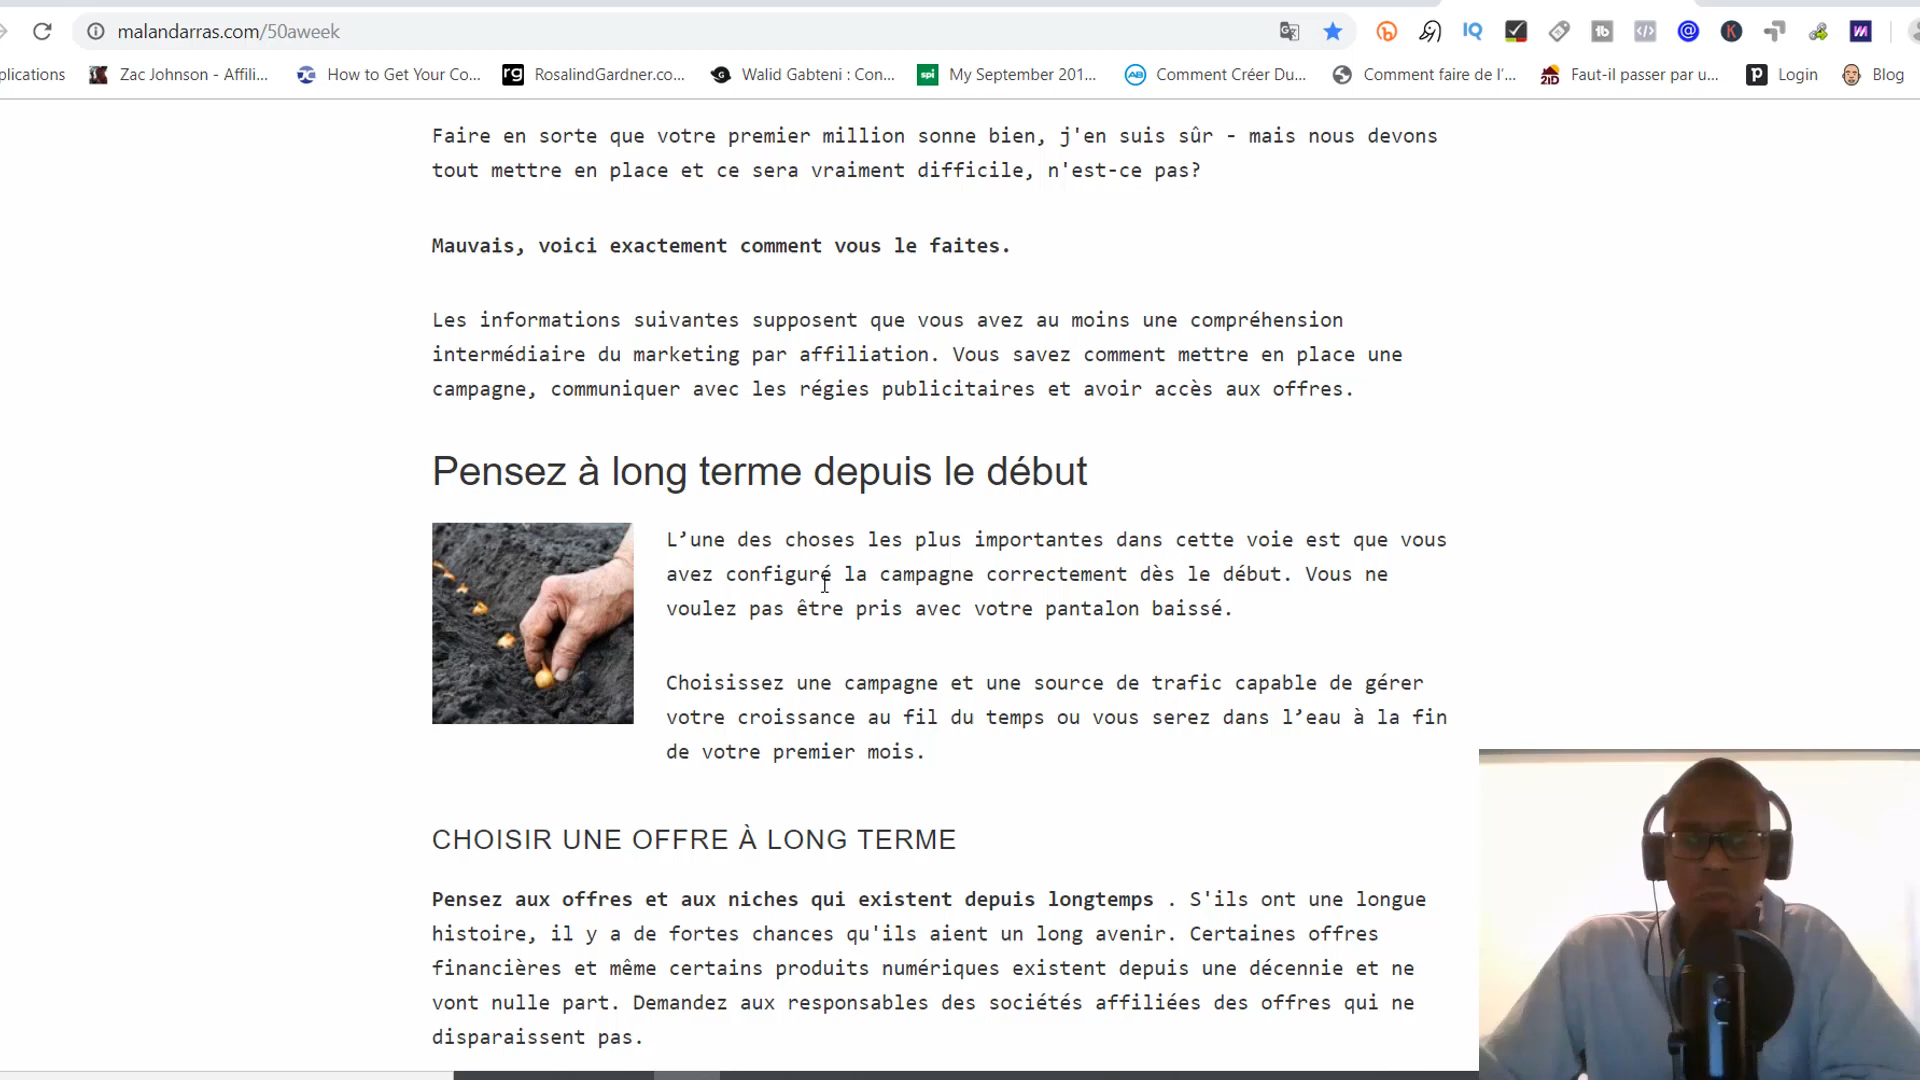 malandarras.com/50aweek
plications
Zac Johnson - Affili...
How to Get Your Co...
RosalindGardner.co...
Walid Gabteni : Con...
My September 201...
Comment Créer Du...
Comment faire de l'...
Faut-il passer par u...
Login
Blog
Faire en sorte que votre premier million sonne bien, j'en suis sûr - mais nous devons
tout mettre en place et ce sera vraiment difficile, n'est-ce pas?
Mauvais, voici exactement comment vous le faites.
Les informations suivantes supposent que vous avez au moins une compréhension
intermédiaire du marketing par affiliation. Vous savez comment mettre en place une
campagne, communiquer avec les régies publicitaires et avoir accès aux offres.
Pensez à long terme depuis le début
L’une des choses les plus importantes dans cette voie est que vous
avez configuré la campagne correctement dès le début. Vous ne
voulez pas être pris avec votre pantalon baissé.
Choisissez une campagne et une source de trafic capable de gérer
votre croissance au fil du temps ou vous serez dans l’eau à la fin
de votre premier mois.
CHOISIR UNE OFFRE À LONG TERME
Pensez aux offres et aux niches qui existent depuis longtemps . S'ils ont une longue
histoire, il y a de fortes chances qu'ils aient un long avenir. Certaines offres
financières et même certains produits numériques existent depuis une décennie et ne
vont nulle part. Demandez aux responsables des sociétés affiliées des offres qui ne
disparaissent pas.